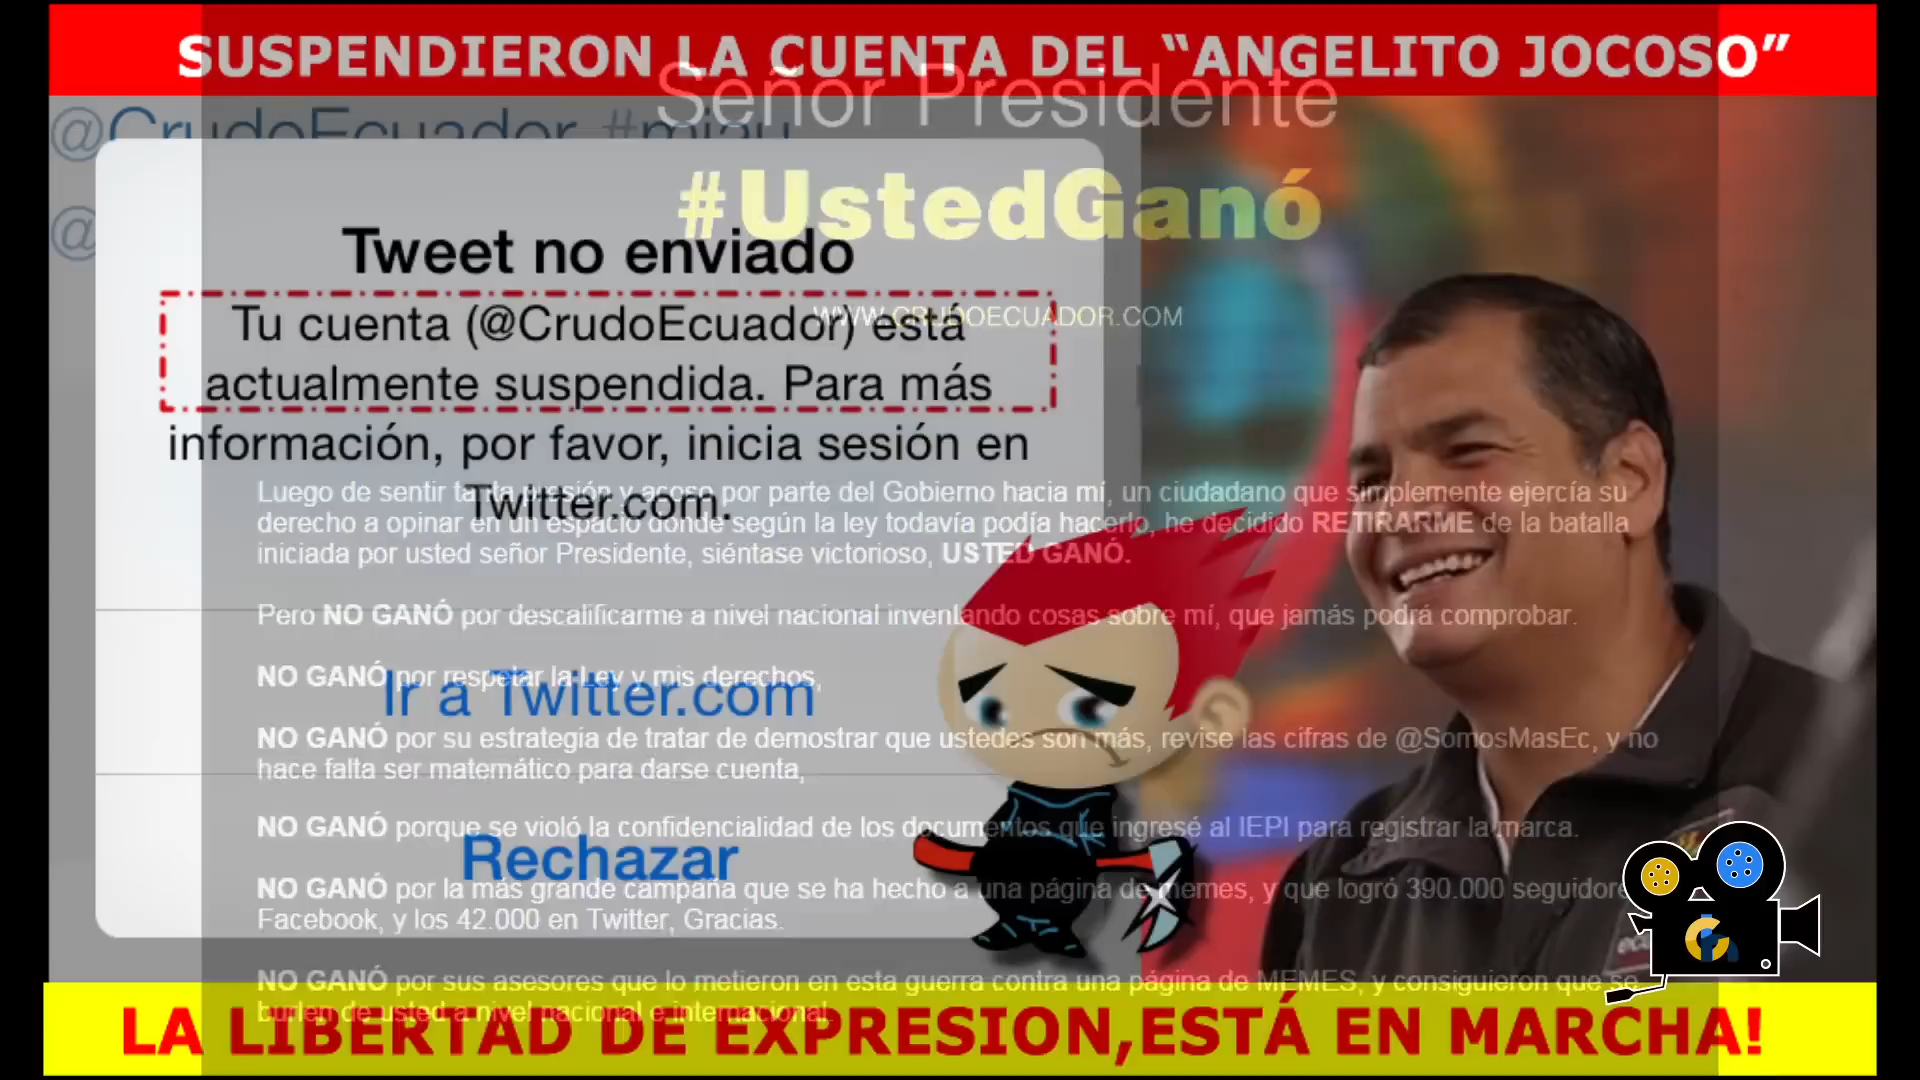 SUSPENDIERON LA CUENTA DEL “ANGELITO JOCOSO”
Señor Presidente
@CrudoEcuador #miau
@
#UstedGanó
Tweet no enviado
WWW.CRUDOECUADOR.COM
Tu cuenta (@CrudoEcuador) está
actualmente suspendida. Para más
información, por favor, inicia sesión en
Twitter.com.
Luego de sentir tanta presión y acoso por parte del Gobierno hacia mí, un ciudadano que simplemente ejercía su
derecho a opinar en un espacio donde según la ley todavía podía hacerlo, he decidido RETIRARME de la batalla
iniciada por usted señor Presidente, siéntase victorioso, USTED GANÓ.
Pero NO GANÓ por descalificarme a nivel nacional inventando cosas sobre mí, que jamás podrá comprobar.
NO GANÓ por respetar la Ley y mis derechos,
Ir a Twitter.com
NO GANÓ por su estrategia de tratar de demostrar que ustedes son más, revise las cifras de @SomosMasEc, y no
hace falta ser matemático para darse cuenta,
NO GANÓ porque se violó la confidencialidad de los documentos que ingresé al IEPI para registrar la marca.
Rechazar
NO GANÓ por la más grande campaña que se ha hecho a una página de memes, y que logró 390.000
Facebook, y los 42.000 en Twitter, Gracias.
NO GANÓ por sus asesores que lo metieron en esta guerra contra una página de MEMES, y consiguieron que se
burlen de usted a nivel nacional e internacional.
LA LIBERTAD DE EXPRESION,ESTÁ EN MARCHA!